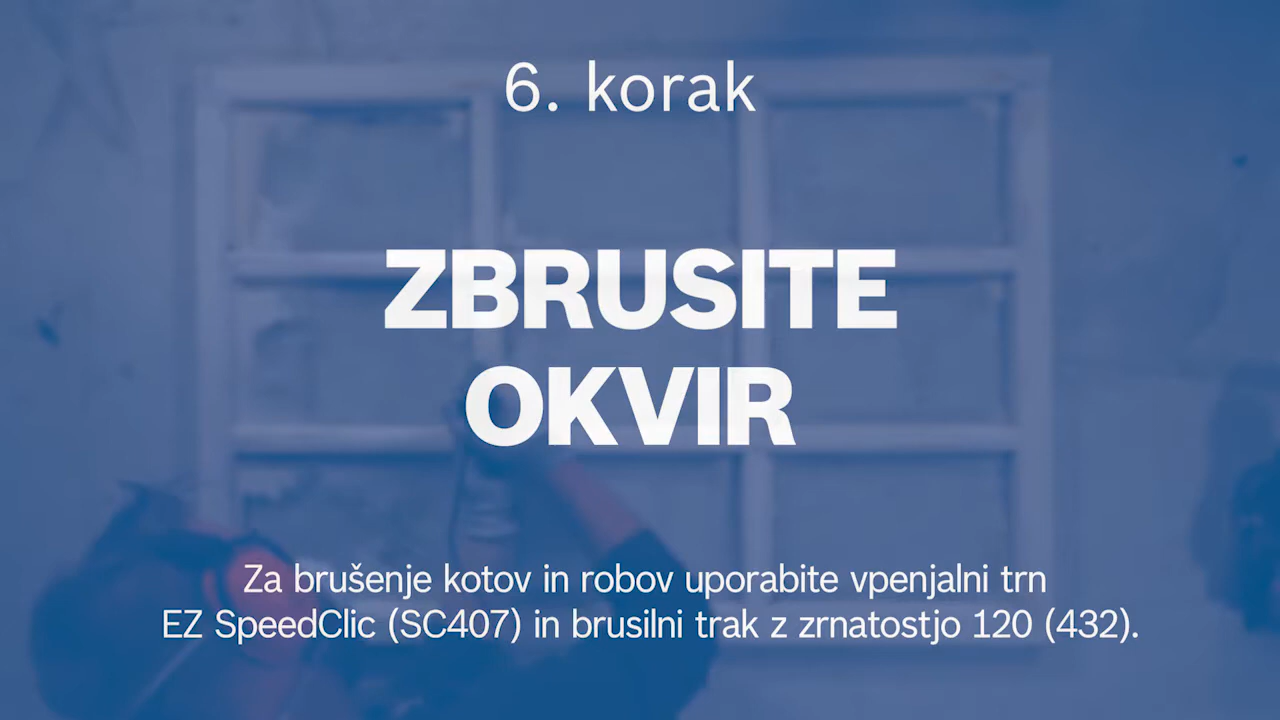 6. korak
ZBRUSITE
OKVIR
Za brušenje kotov in robov uporabite vpenjalni trn
EZ SpeedClic (SC407) in brusilni trak z zrnatostjo 120 (432).